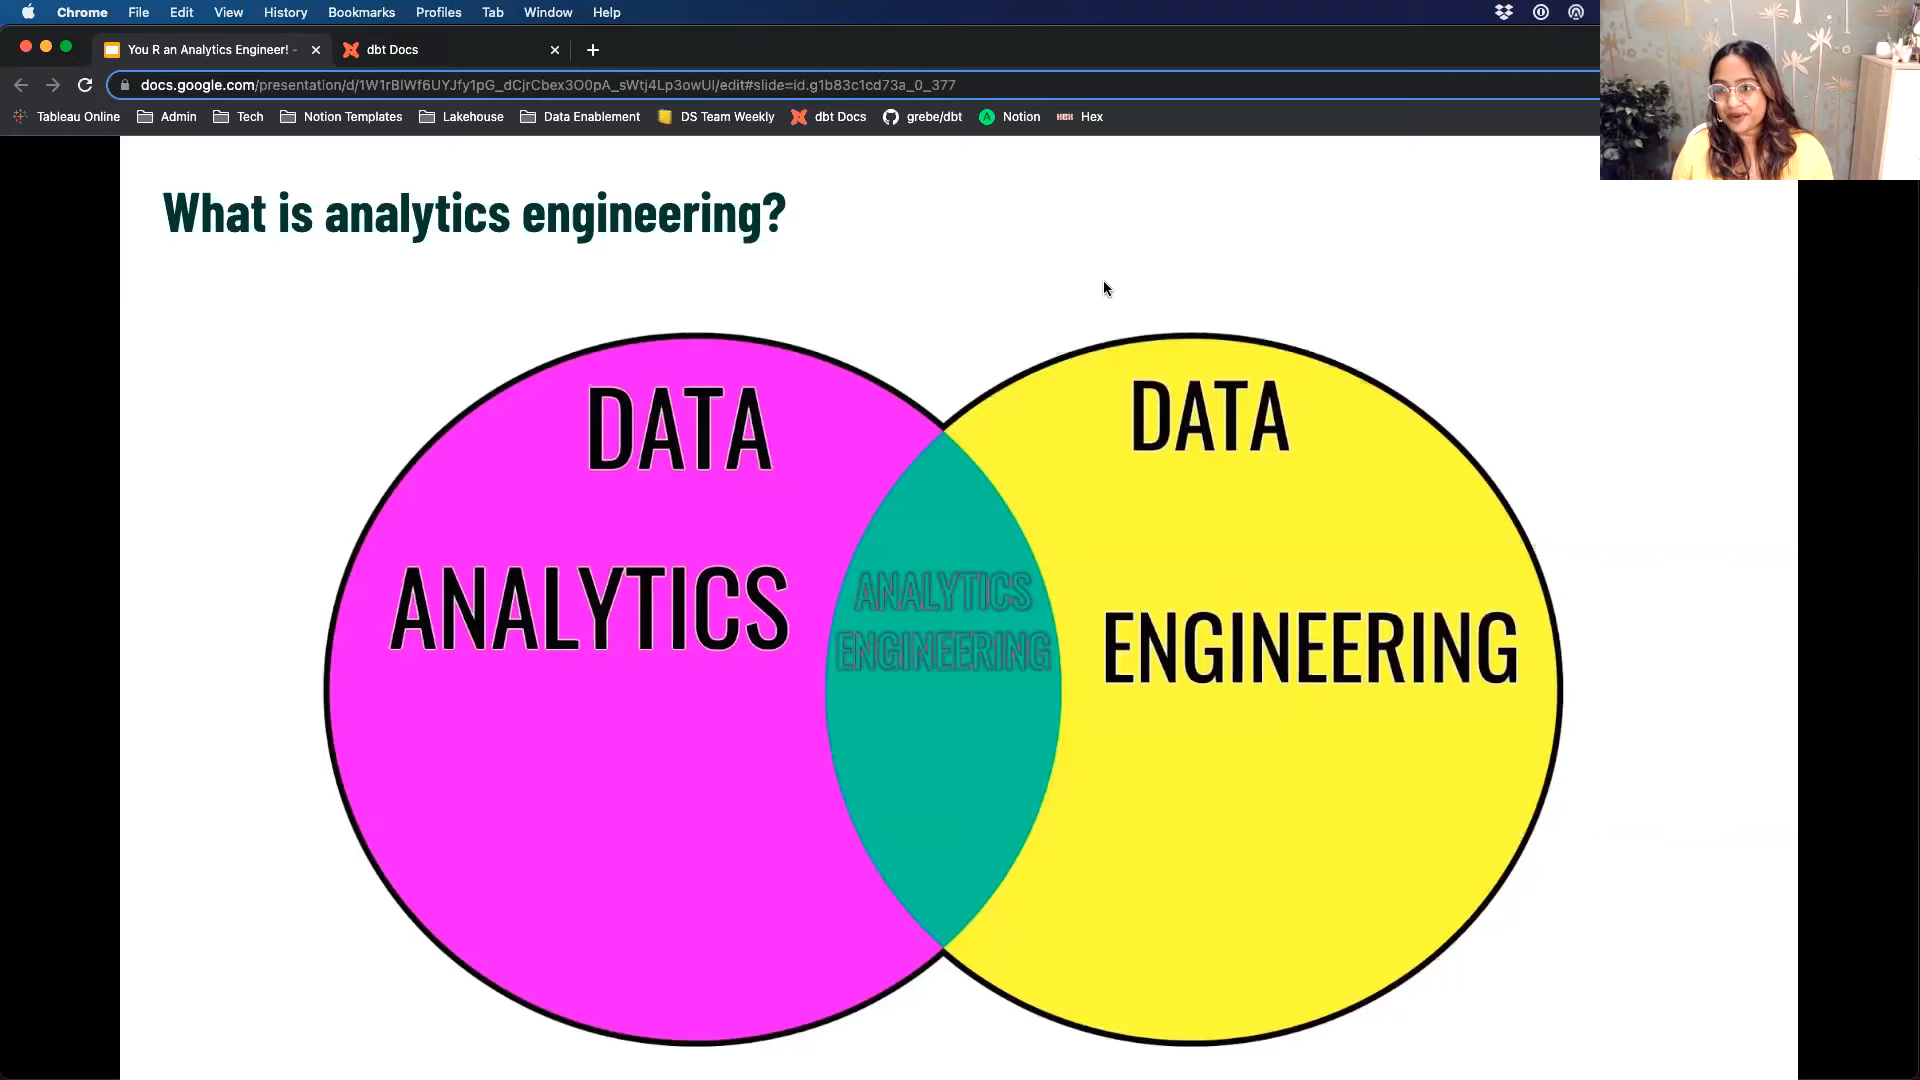 Chrome File Edit View History Bookmarks Profiles Tab Window Help
You R an Analytics Engineer! - dbt Docs
docs.google.com/presentation/d/1W1rBIWf6UYJfy1pG_dCjrCbex3O0pA_sWtj4Lp3owUI/edit#slide=id.g1b83c1cd73a_0_377
Tableau Online Admin Tech Notion Templates Lakehouse Data Enablement DS Team Weekly dbt Docs grebe/dbt Notion HEX Hex
What is analytics engineering?
DATA
ANALYTICS
ANALYTICS
ENGINEERING
DATA
ENGINEERING